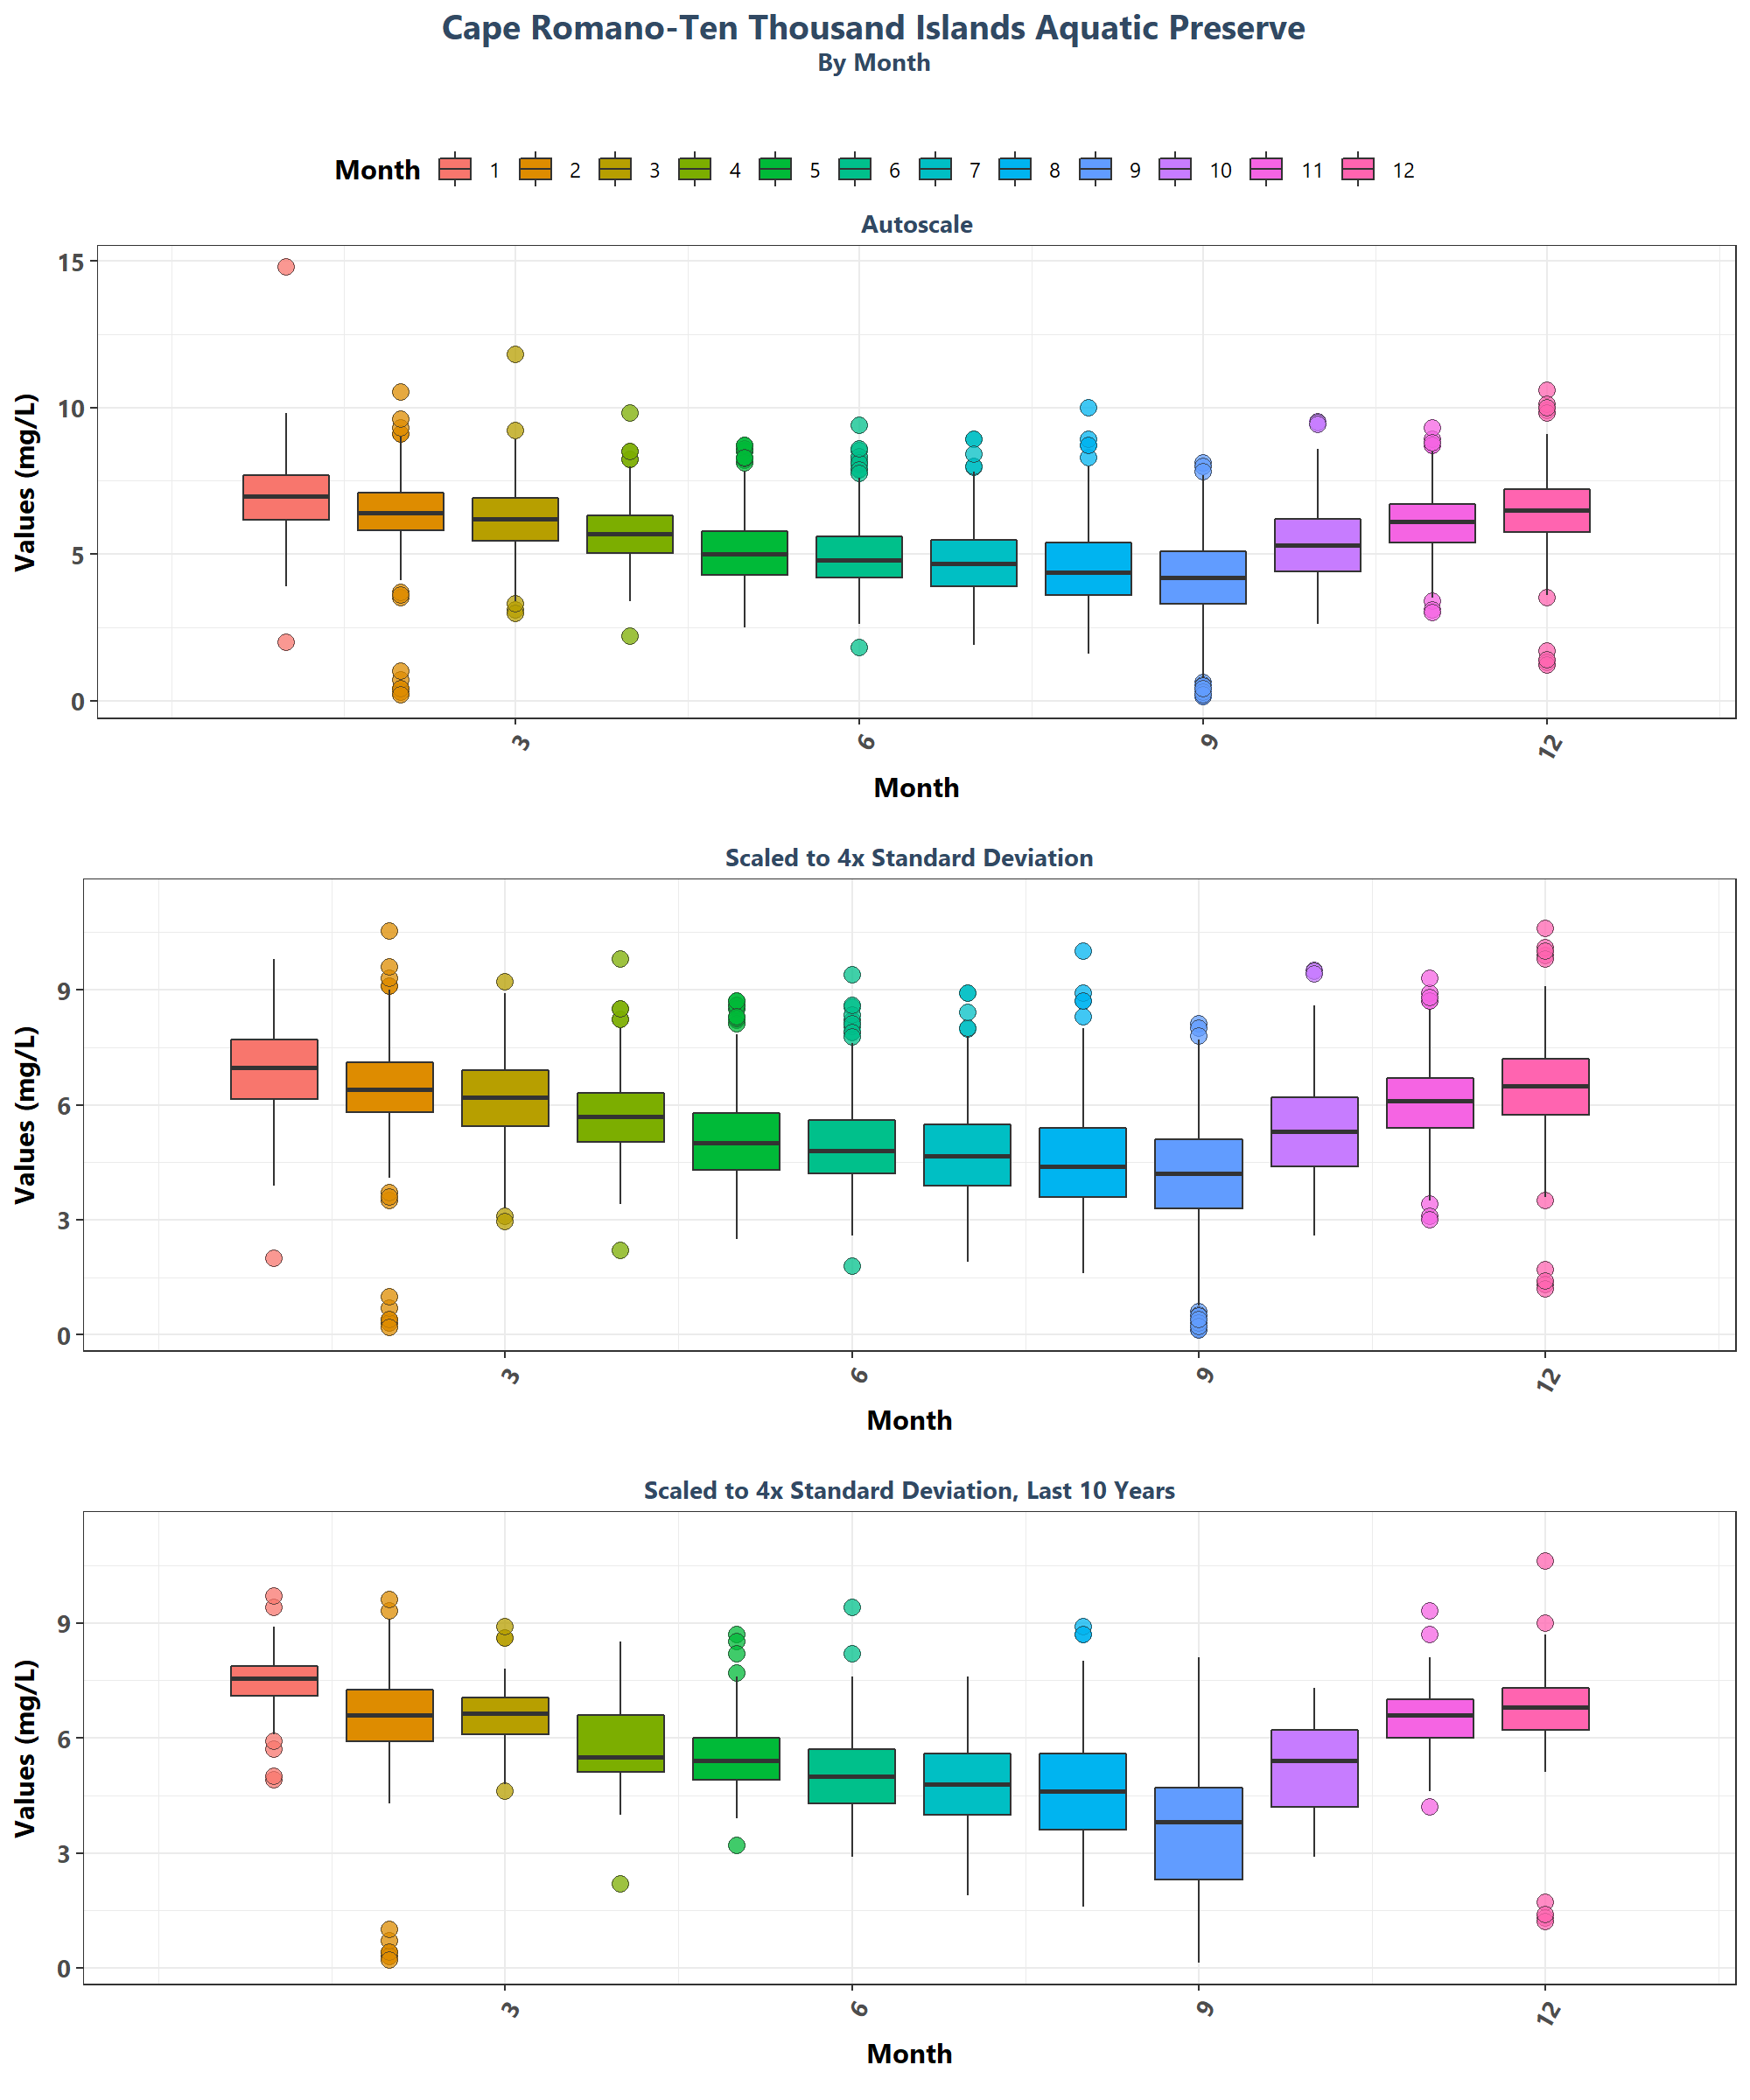 Cape Romano-Ten Thousand Islands Aquatic Preserve
By Month
Month 1 2 3 4 5 6 7 8 9 10 11 12
Autoscale
Values (mg/L)
15
10
5
0
3 6 9 12
Month
Scaled to 4x Standard Deviation
Values (mg/L)
9
6
3
0
3 6 9 12
Month
Scaled to 4x Standard Deviation, Last 10 Years
Values (mg/L)
9
6
3
0
3 6 9 12
Month